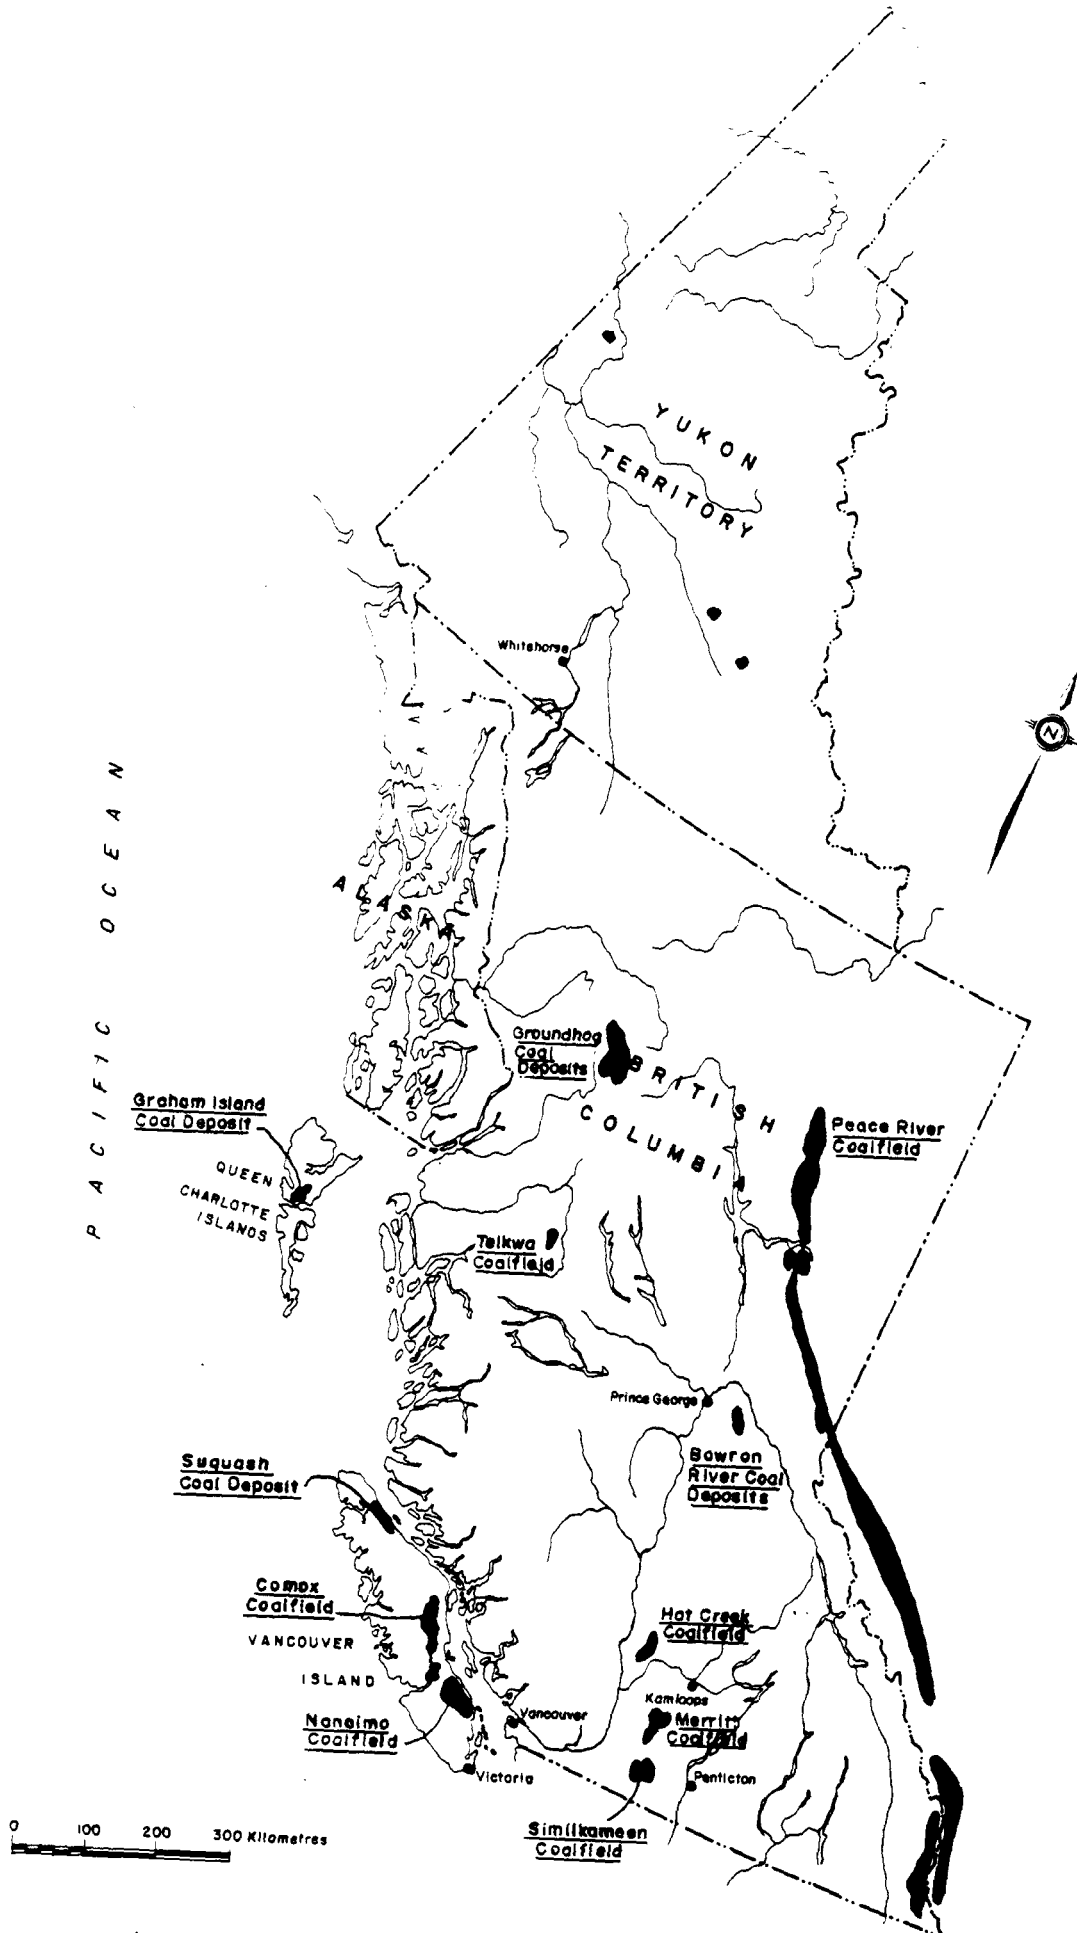 YUKON
TERRITORY
Whitehorse
N
PACIFIC OCEAN
ALASKA
Groundhog
Coal
Deposits
BRITISH
COLUMBIA
Graham Island
Coal Deposit
QUEEN
CHARLOTTE
ISLANDS
Peace River
Coalfield
Telkwa
Coalfield
Prince George
Bowron
River Coal
Deposits
Suquash
Coal Deposit
Comox
Coalfield
VANCOUVER
ISLAND
Hat Creek
Coalfield
Kamloops
Nanaimo
Coalfield
Vancouver
Merritt
Coalfield
Victoria
Penticton
Similkameen
Coalfield
0 100 200 300 Kilometres